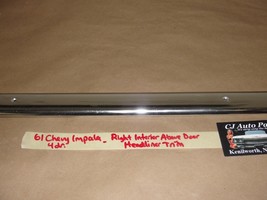 61 Chevy Impala - Right Interior Above Door
4dr. Headliner Trim
CJ Auto Pa
Kenilworth, N